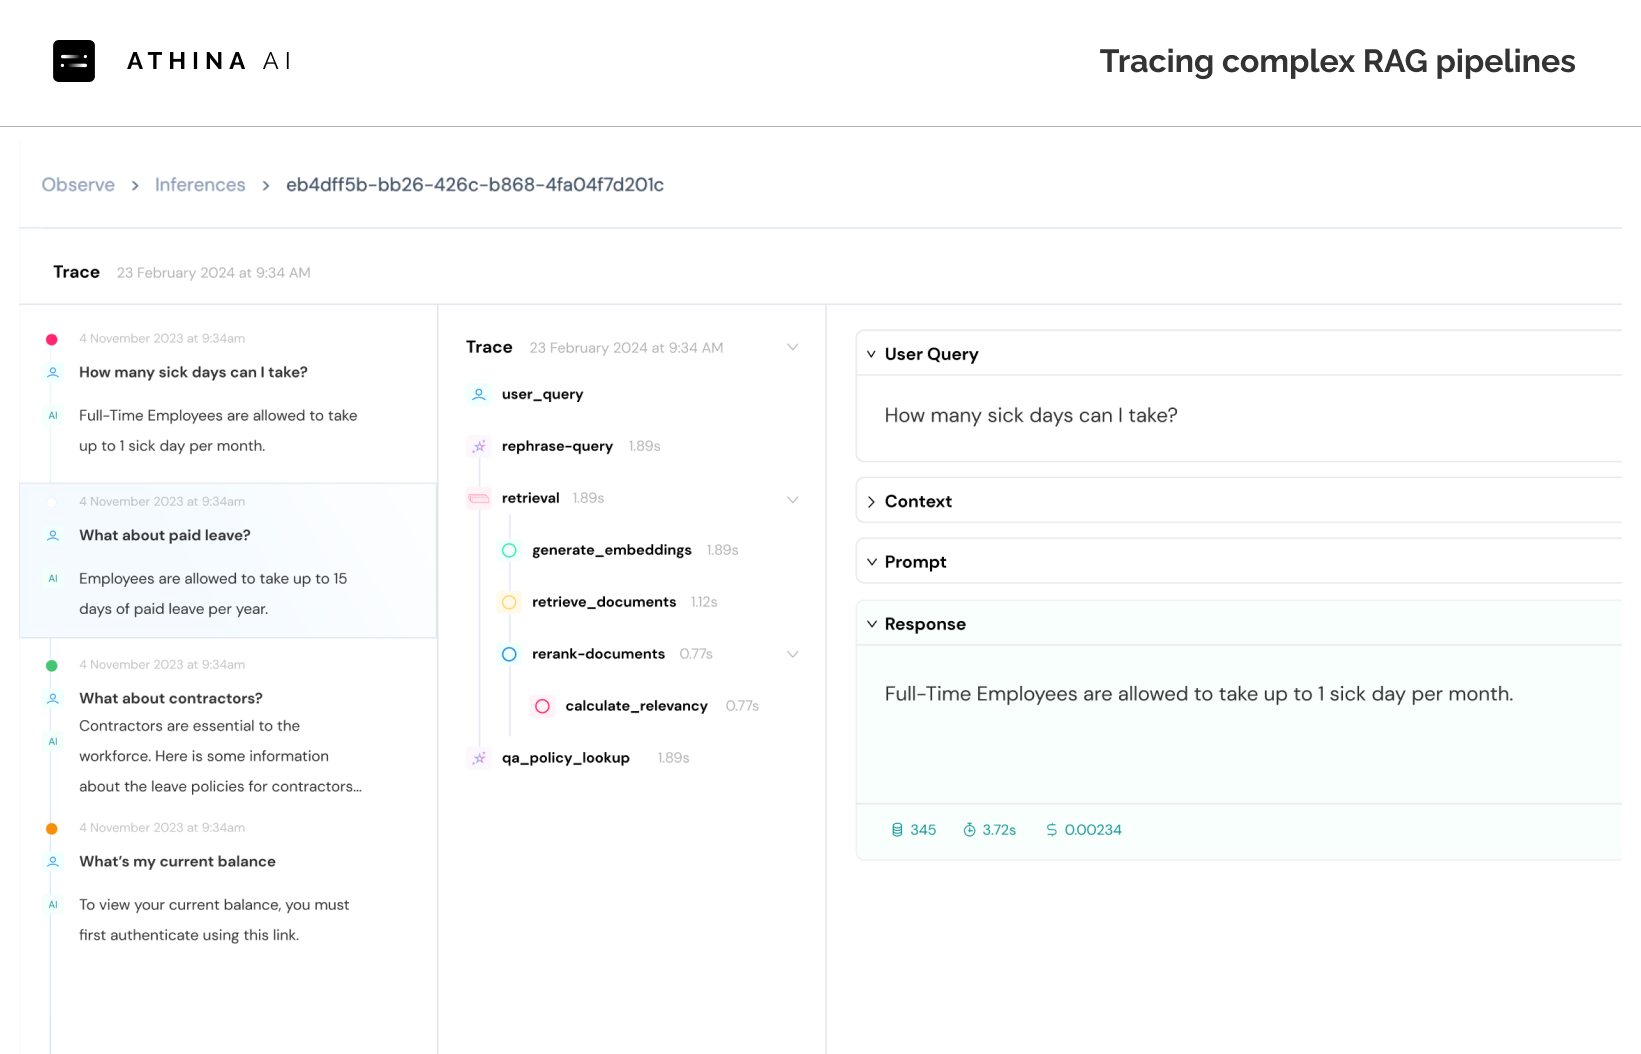 ATHINA AI
Tracing complex RAG pipelines
Observe > Inferences > eb4dff5b-bb26-426c-b868-4fa04f7d201c
Trace 23 February 2024 at 9:34 AM
4 November 2023 at 9:34am
How many sick days can I take?
AI Full-Time Employees are allowed to take
up to 1 sick day per month.
4 November 2023 at 9:34am
What about paid leave?
AI Employees are allowed to take up to 15
days of paid leave per year.
4 November 2023 at 9:34am
What about contractors?
Contractors are essential to the
AI workforce. Here is some information
about the leave policies for contractors...
4 November 2023 at 9:34am
What's my current balance
AI To view your current balance, you must
first authenticate using this link.
Trace 23 February 2024 at 9:34 AM
user_query
rephrase-query 1.89s
retrieval 1.89s
generate_embeddings 1.89s
retrieve_documents 1.12s
rerank-documents 0.77s
calculate_relevancy 0.77s
qa_policy_lookup 1.89s
User Query
How many sick days can I take?
Context
Prompt
Response
Full-Time Employees are allowed to take up to 1 sick day per month.
345 3.72s $ 0.00234